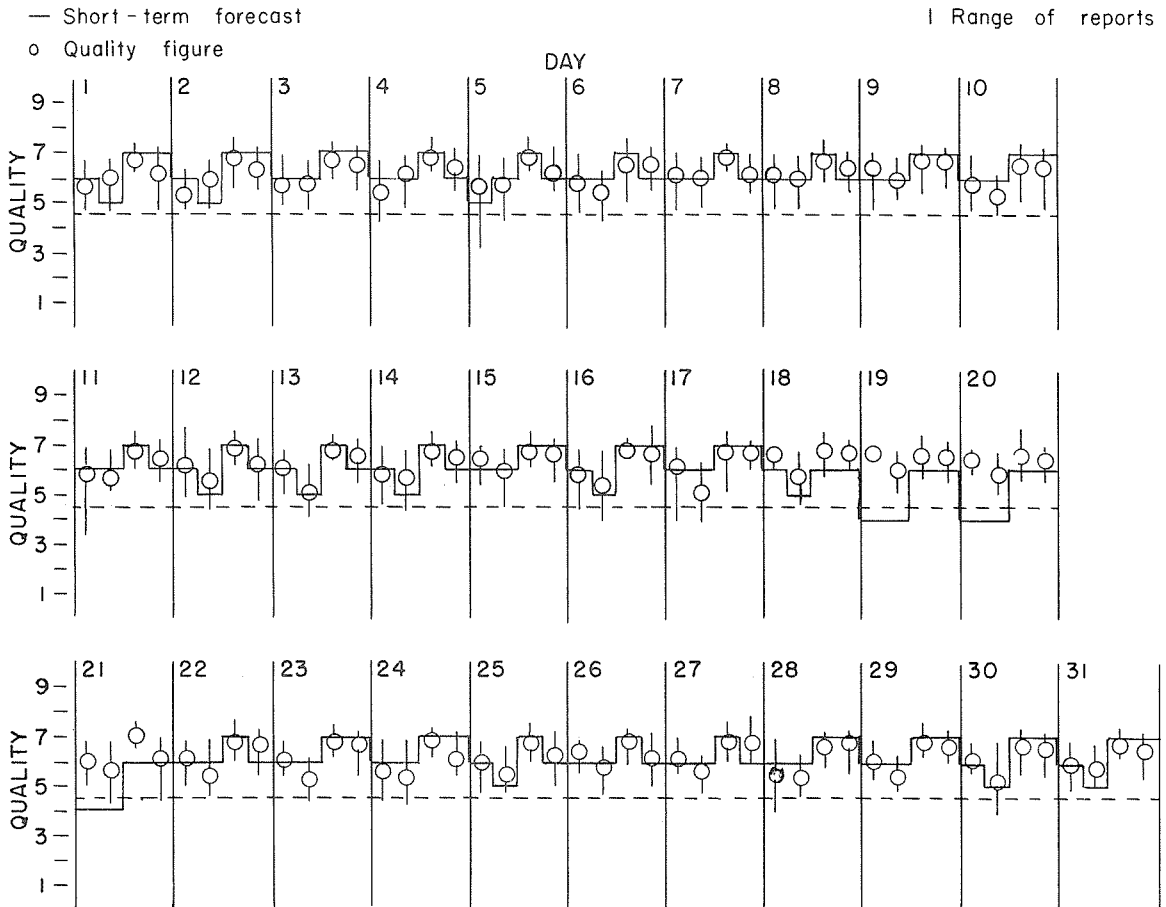 — Short-term forecast
| Range of reports
o Quality figure
DAY
1 2 3 4 5 6 7 8 9 10
9
7
5
3
1
QUALITY
11 12 13 14 15 16 17 18 19 20
9
7
5
3
1
QUALITY
21 22 23 24 25 26 27 28 29 30 31
9
7
5
3
1
QUALITY